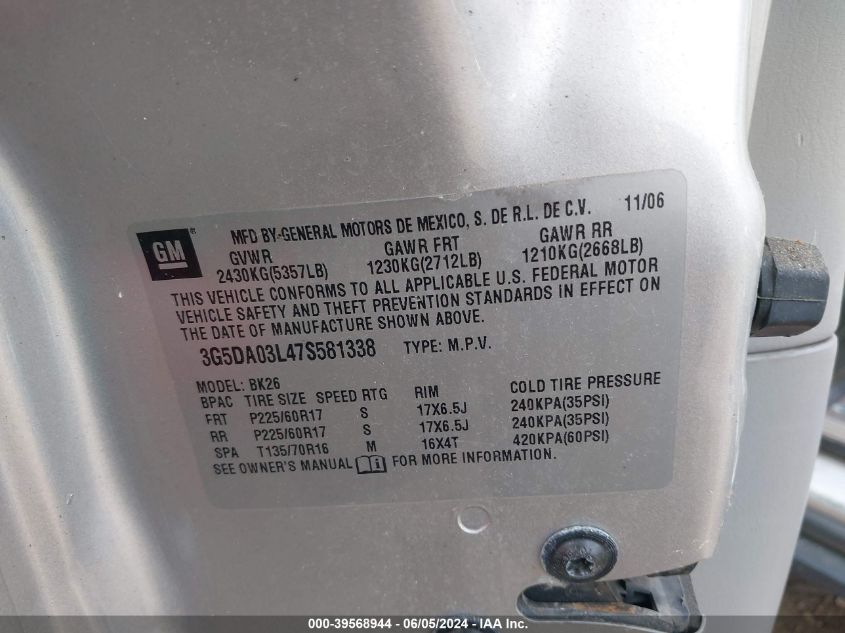 GM ®
MFD BY GENERAL MOTORS DE MEXICO, S. DE R.L. DE C.V. 11/06
GVWR GAWR FRT GAWR RR
2430KG(5357LB) 1230KG(2712LB) 1210KG(2668LB)
THIS VEHICLE CONFORMS TO ALL APPLICABLE U.S. FEDERAL MOTOR
VEHICLE SAFETY AND THEFT PREVENTION STANDARDS IN EFFECT ON
THE DATE OF MANUFACTURE SHOWN ABOVE.
3G5DA03L47S581338 TYPE: M.P.V.
MODEL: BK26
BPAC TIRE SIZE SPEED RTG RIM COLD TIRE PRESSURE
FRT P225/60R17 S 17X6.5J 240KPA(35PSI)
RR P225/60R17 S 17X6.5J 240KPA(35PSI)
SPA T135/70R16 M 16X4T 420KPA(60PSI)
SEE OWNER'S MANUAL FOR MORE INFORMATION.
000-39568944 - 06/05/2024 - IAA Inc.